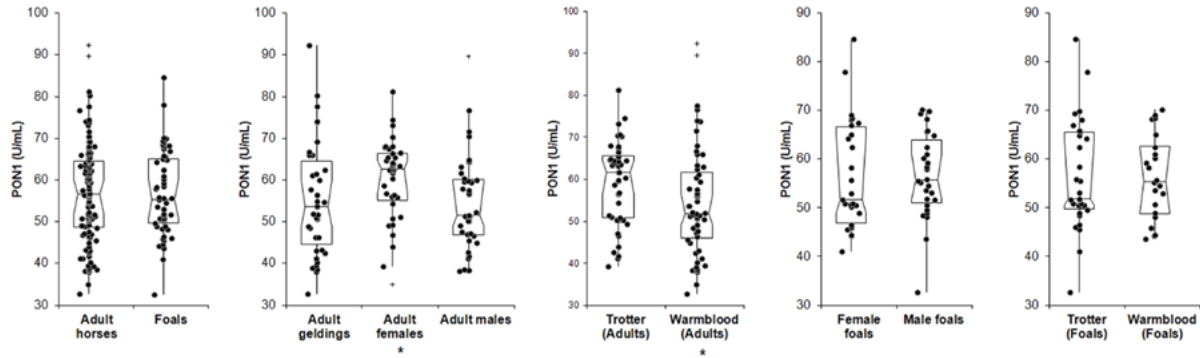 PON1 (U/mL)
100
90
80
70
60
50
40
30
Adult horses
Foals
PON1 (U/mL)
100
90
80
70
60
50
40
30
Adult geldings
Adult females
*
Adult males
PON1 (U/mL)
100
90
80
70
60
50
40
30
Trotter (Adults)
Warmblood (Adults)
*
PON1 (U/mL)
90
80
70
60
50
40
30
Female foals
Male foals
PON1 (U/mL)
90
80
70
60
50
40
30
Trotter (Foals)
Warmblood (Foals)